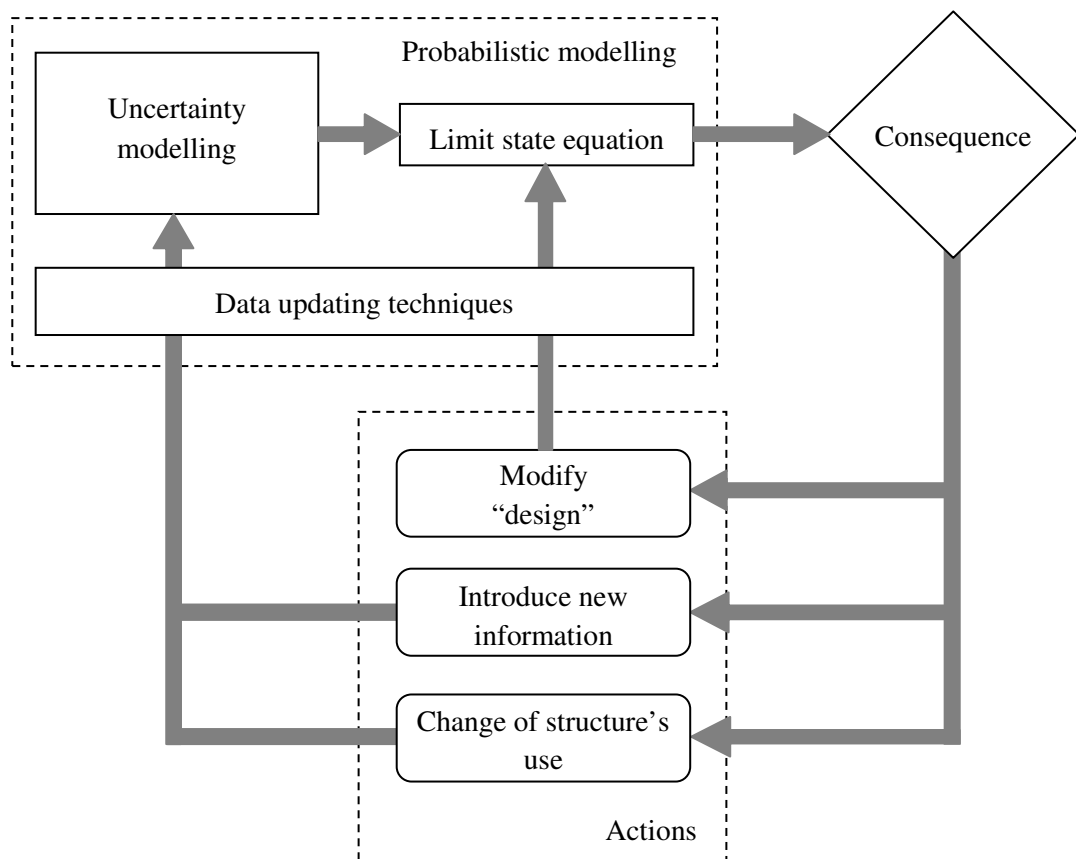 Probabilistic modelling
Uncertainty
modelling
Limit state equation
Consequence
Data updating techniques
Modify
“design”
Introduce new
information
Change of structure’s
use
Actions